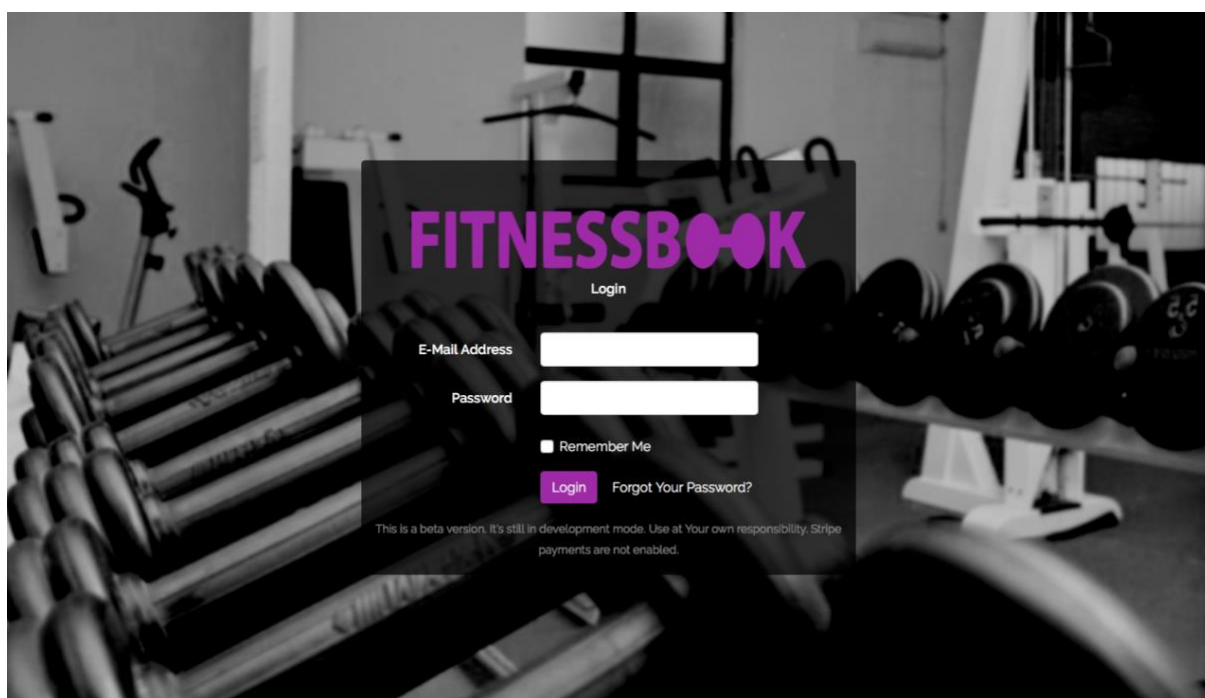 FITNESSBOOK
Login
E-Mail Address
Password
Remember Me
Login Forgot Your Password?
This is a beta version. It's still in development mode. Use at Your own responsibility. Stripe
payments are not enabled.